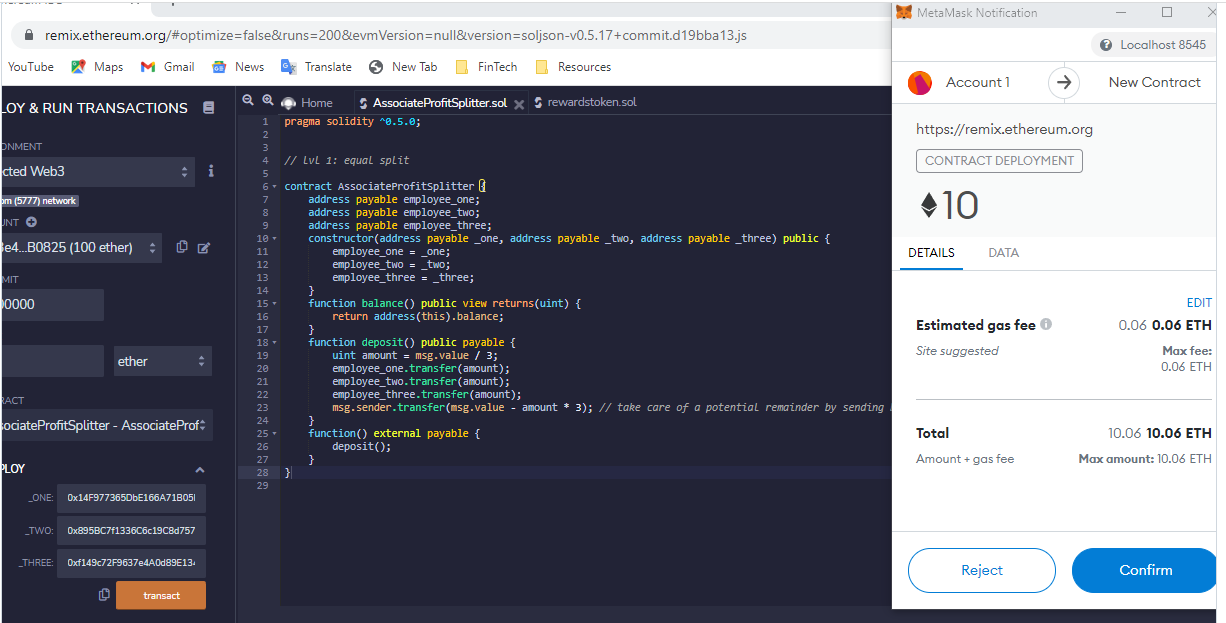 MetaMask Notification
remix.ethereum.org/#optimize=false&runs=200&evmVersion=null&version=soljson-v0.5.17+commit.d19bba13.js
YouTube Maps Gmail News Translate New Tab FinTech Resources
LOY & RUN TRANSACTIONS
ONMENT
cted Web3
om (5777) network
UNT
3e4...B0825 (100 ether)
MIT
00000
ether
RACT
sociateProfitSplitter - AssociateProf
PLOY
_ONE: 0x14F977365DbE166A71B05
_TWO: 0x895BC7f1336C6c19C8d757
_THREE: 0xf149c72F9637e4A0d89E134
transact
Home AssociateProfitSplitter.sol rewardstoken.sol
1 pragma solidity ^0.5.0;
2
3
4 // lvl 1: equal split
5
6 contract AssociateProfitSplitter {
7 address payable employee_one;
8 address payable employee_two;
9 address payable employee_three;
10 constructor(address payable _one, address payable _two, address payable _three) public {
11 employee_one = _one;
12 employee_two = _two;
13 employee_three = _three;
14 }
15 function balance() public view returns(uint) {
16 return address(this).balance;
17 }
18 function deposit() public payable {
19 uint amount = msg.value / 3;
20 employee_one.transfer(amount);
21 employee_two.transfer(amount);
22 employee_three.transfer(amount);
23 msg.sender.transfer(msg.value - amount * 3); // take care of a potential remainder by sending
24 }
25 function() external payable {
26 deposit();
27 }
28 }
29
Localhost 8545
Account 1 New Contract
https://remix.ethereum.org
CONTRACT DEPLOYMENT
10
DETAILS DATA
EDIT
Estimated gas fee 0.06 0.06 ETH
Site suggested Max fee:
0.06 ETH
Total 10.06 10.06 ETH
Amount + gas fee Max amount: 10.06 ETH
Reject Confirm